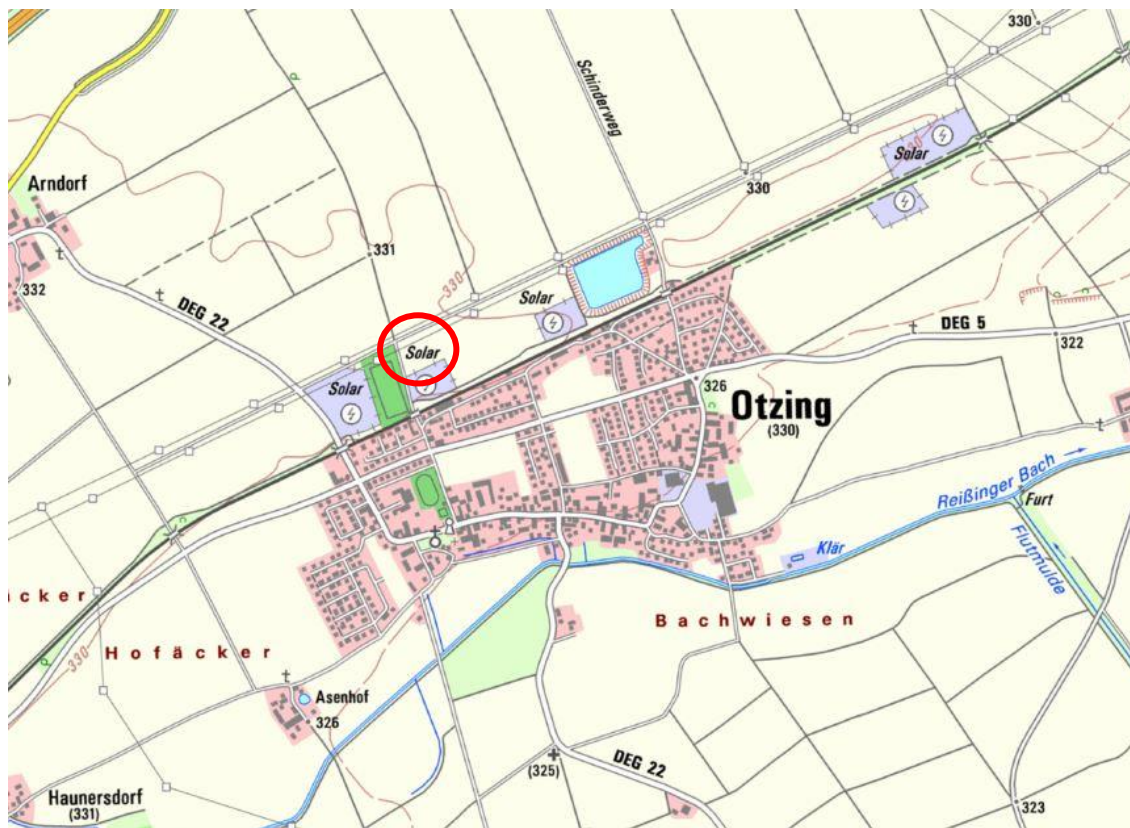 330
Schinderweg
Solar
Arndorf
330
331
330
332
DEG 22
Solar
Solar
Solar
DEG 5
322
326
Otzing
(330)
Reißinger Bach
Furt
Klär
Flutmulde
cker
Bachwiesen
330
Hofäcker
Asenhof
326
DEG 22
(325)
Haunersdorf
(331)
323